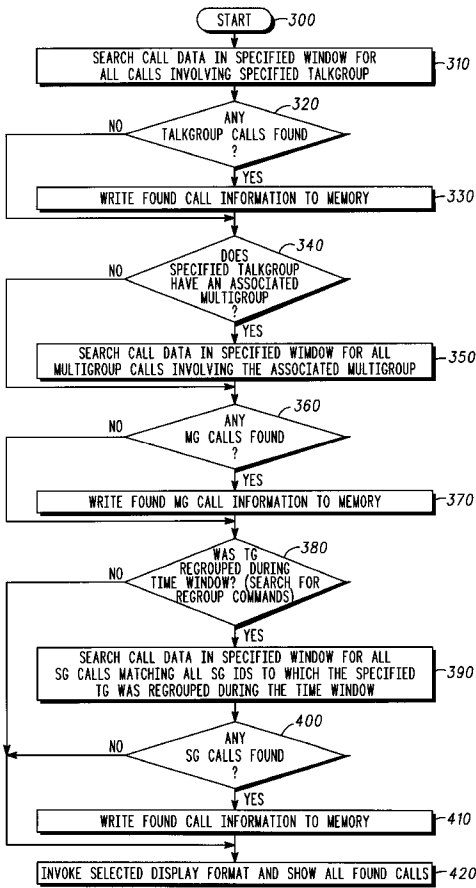 START
300
SEARCH CALL DATA IN SPECIFIED WINDOW FOR
ALL CALLS INVOLVING SPECIFIED TALKGROUP
310
320
ANY
TALKGROUP CALLS FOUND
?
NO
YES
WRITE FOUND CALL INFORMATION TO MEMORY
330
340
DOES
SPECIFIED TALKGROUP
HAVE AN ASSOCIATED
MULTIGROUP
?
NO
YES
SEARCH CALL DATA IN SPECIFIED WIMDOW FOR ALL
MULTIGROUP CALLS INVOLVING THE ASSOCIATED MULTIGROUP
350
360
ANY
MG CALLS FOUND
?
NO
YES
WRITE FOUND MG CALL INFORMATION TO MEMORY
370
380
WAS TG
REGROUPED DURING
TIME WINDOW? (SEARCH FOR
REGROUP COMMANDS)
NO
YES
SEARCH CALL DATA IN SPECIFIED WINDOW FOR ALL
SG CALLS MATCHING ALL SG IDS TO WHICH THE SPECIFIED
TG WAS REGROUPED DURING THE TIME WINDOW
390
400
ANY
SG CALLS FOUND
?
NO
YES
WRITE FOUND CALL INFORMATION TO MEMORY
410
INVOKE SELECTED DISPLAY FORMAT AND SHOW ALL FOUND CALLS
420